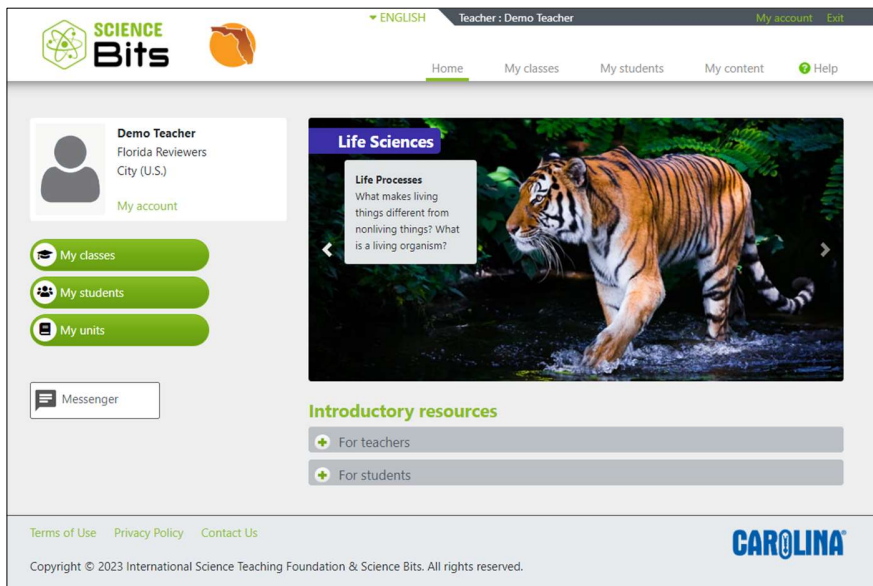 SCIENCE
Bits
ENGLISH
Teacher : Demo Teacher
My account Exit
Home My classes My students My content Help
Demo Teacher
Florida Reviewers
City (U.S.)
My account
My classes
My students
My units
Messenger
Life Sciences
Life Processes
What makes living
things different from
nonliving things? What
is a living organism?
Introductory resources
For teachers
For students
Terms of Use Privacy Policy Contact Us
CAROLINA®
Copyright © 2023 International Science Teaching Foundation & Science Bits. All rights reserved.